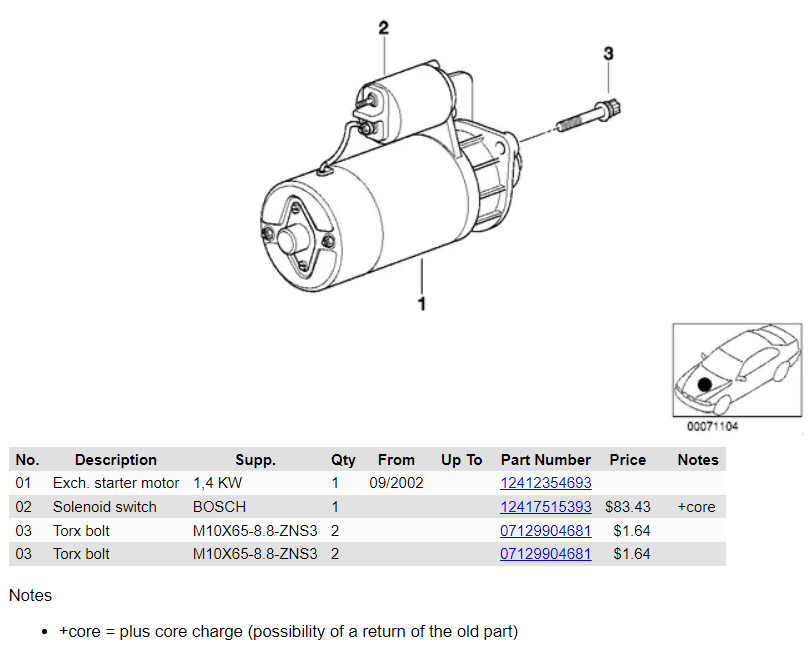 2
3
1
00071104
No. Description Supp. Qty From Up To Part Number Price Notes
01 Exch. starter motor 1,4 KW 1 09/2002 12412354693
02 Solenoid switch BOSCH 1 12417515393 $83.43 +core
03 Torx bolt M10X65-8.8-ZNS3 2 07129904681 $1.64
03 Torx bolt M10X65-8.8-ZNS3 2 07129904681 $1.64
Notes
• +core = plus core charge (possibility of a return of the old part)